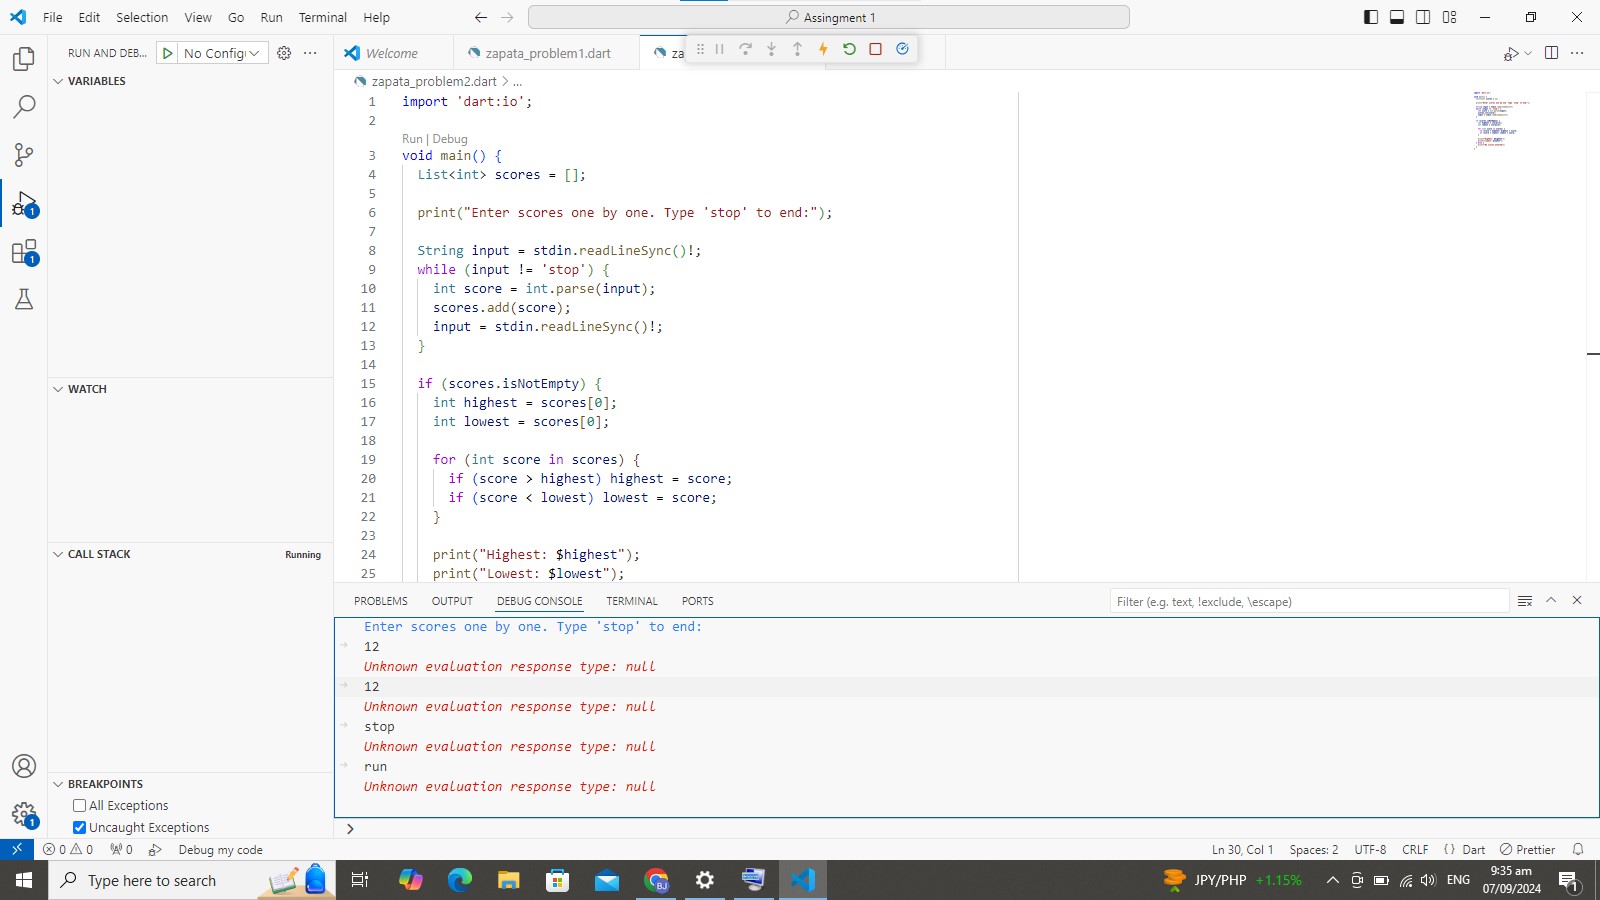 File Edit Selection View Go Run Terminal Help
Assingment 1
RUN AND DEB... No Config
Welcome zapata_problem1.dart za
VARIABLES
zapata_problem2.dart > ...
1 import 'dart:io';
2
Run | Debug
3 void main() {
4 List<int> scores = [];
5
6 print("Enter scores one by one. Type 'stop' to end:");
7
8 String input = stdin.readLineSync()!;
9 while (input != 'stop') {
10 int score = int.parse(input);
11 scores.add(score);
12 input = stdin.readLineSync()!;
13 }
14
15 if (scores.isNotEmpty) {
16 int highest = scores[0];
17 int lowest = scores[0];
18
19 for (int score in scores) {
20 if (score > highest) highest = score;
21 if (score < lowest) lowest = score;
22 }
23
24 print("Highest: $highest");
25 print("Lowest: $lowest");
WATCH
CALL STACK Running
BREAKPOINTS
All Exceptions
Uncaught Exceptions
PROBLEMS OUTPUT DEBUG CONSOLE TERMINAL PORTS
Filter (e.g. text, !exclude, \escape)
Enter scores one by one. Type 'stop' to end:
12
Unknown evaluation response type: null
12
Unknown evaluation response type: null
stop
Unknown evaluation response type: null
run
Unknown evaluation response type: null
>
0 0 0 Debug my code
Ln 30, Col 1 Spaces: 2 UTF-8 CRLF {} Dart Prettier
Type here to search
JPY/PHP +1.15%
ENG
9:35 am
07/09/2024
1